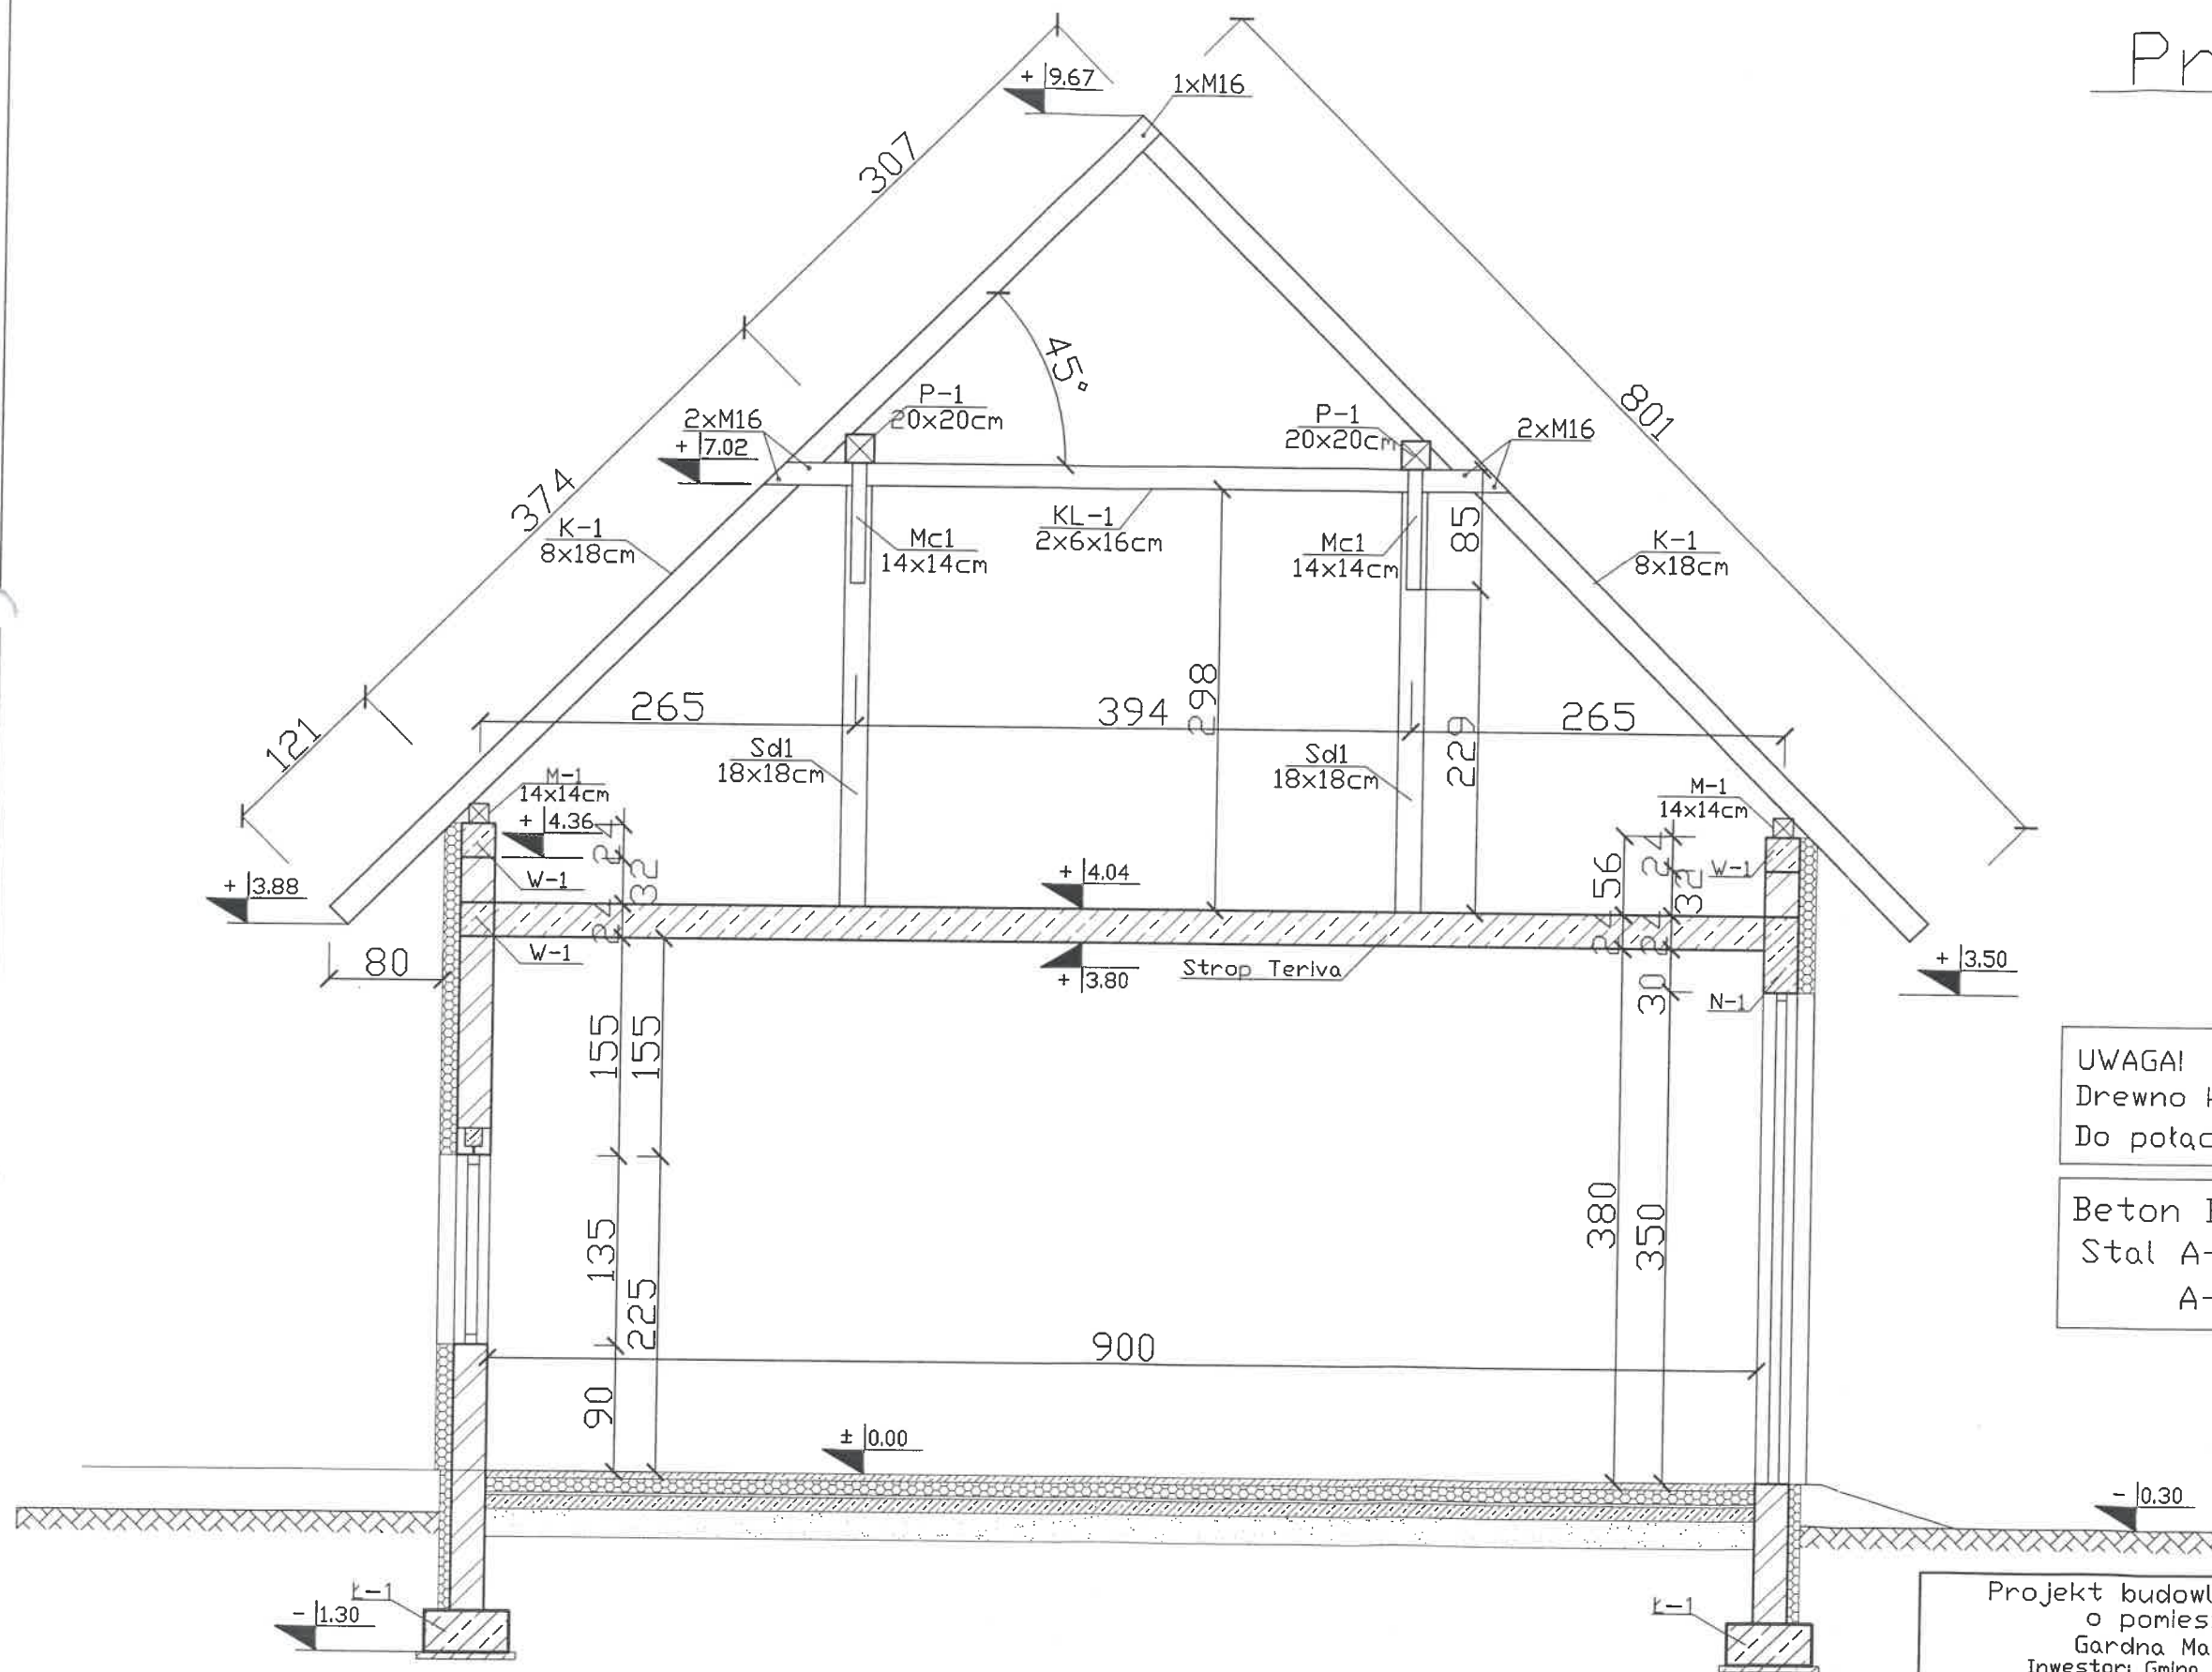 Pr
+ 9.67
1xM16
307
801
45°
P-1
20x20cm
P-1
20x20cm
2xM16
2xM16
+ 7.02
374
K-1
8x18cm
Mc1
14x14cm
KL-1
2x6x16cm
Mc1
14x14cm
85
K-1
8x18cm
298
265
394
265
121
Sd1
18x18cm
Sd1
18x18cm
229
M-1
14x14cm
M-1
14x14cm
+ 4.36
24
32
W-1
+ 4.04
56
24
32
W-1
+ 3.88
24
24
24
W-1
80
+ 3.80
Strop Teriva
+ 3.50
30
N-1
155
155
UWAGA!
Drewno
Do połąc
380
350
135
225
Beton
Stal A-
A-
900
90
± 0.00
- 0.30
Ł-1
- 1.30
Ł-1
Projekt budowl
o pomies
Gardna Ma
Inwestor: Gmina